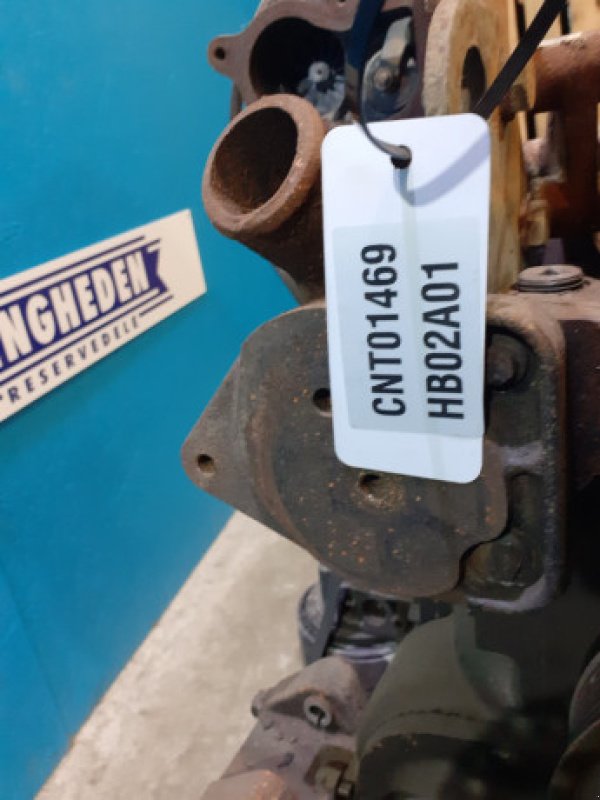 NGHEDEN
RESERVEDELE
CNT01469
HB02A01